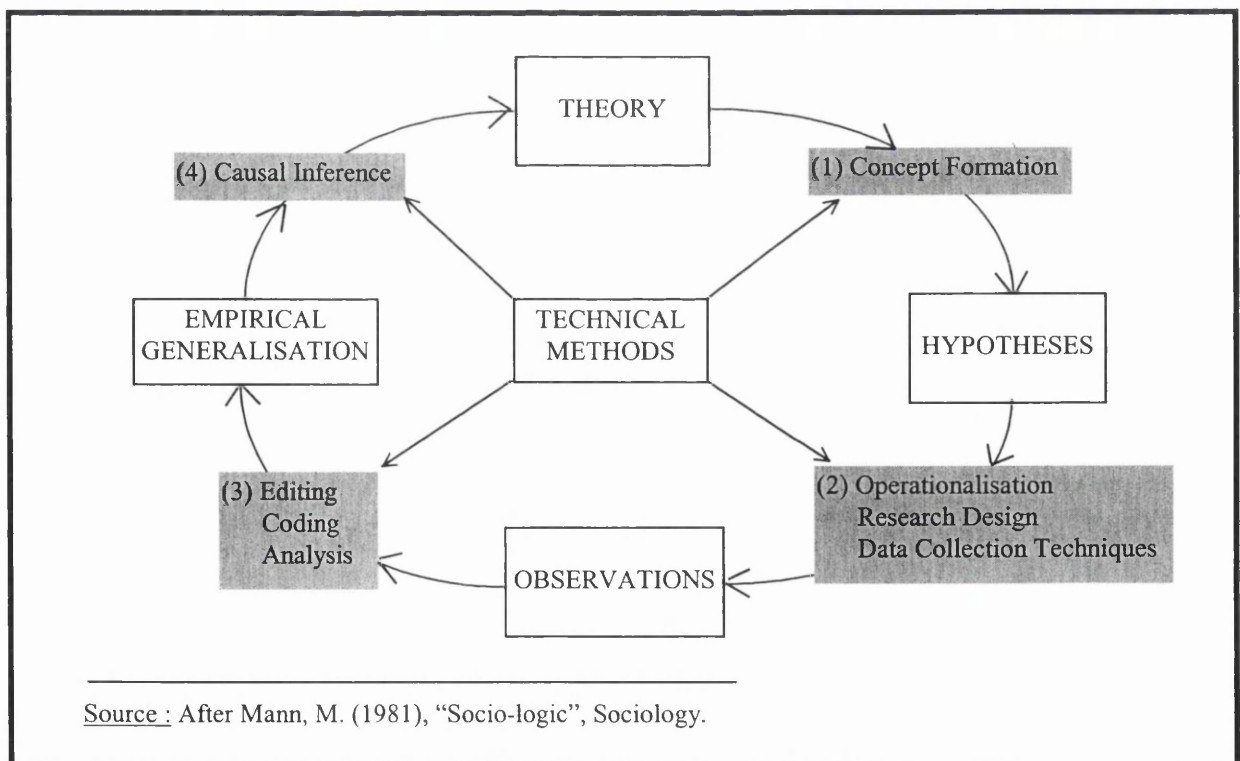 THEORY
(4) Causal Inference
(1) Concept Formation
EMPIRICAL
GENERALISATION
TECHNICAL
METHODS
HYPOTHESES
(3) Editing
Coding
Analysis
(2) Operationalisation
Research Design
Data Collection Techniques
OBSERVATIONS
Source : After Mann, M. (1981), “Socio-logic”, Sociology.